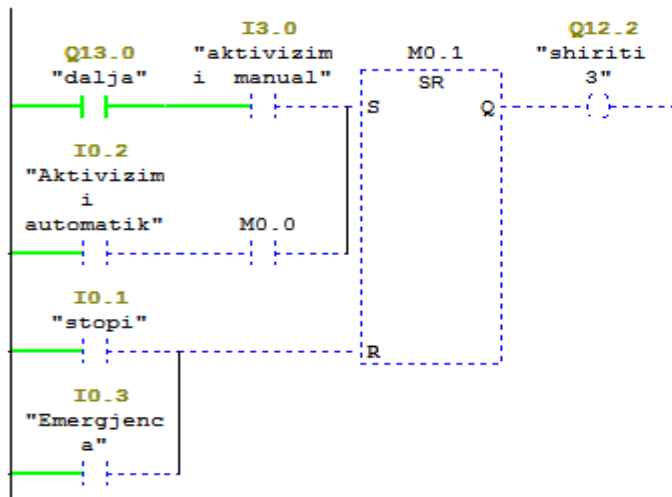 I3.0 Q12.2
Q13.0 "aktivizim M0.1 "shiriti
"dalja" i manual" SR 3"
S Q
I0.2
"Aktivizim
i
automatik" M0.0
I0.1
"stopi"
R
I0.3
"Emergjenc
a"